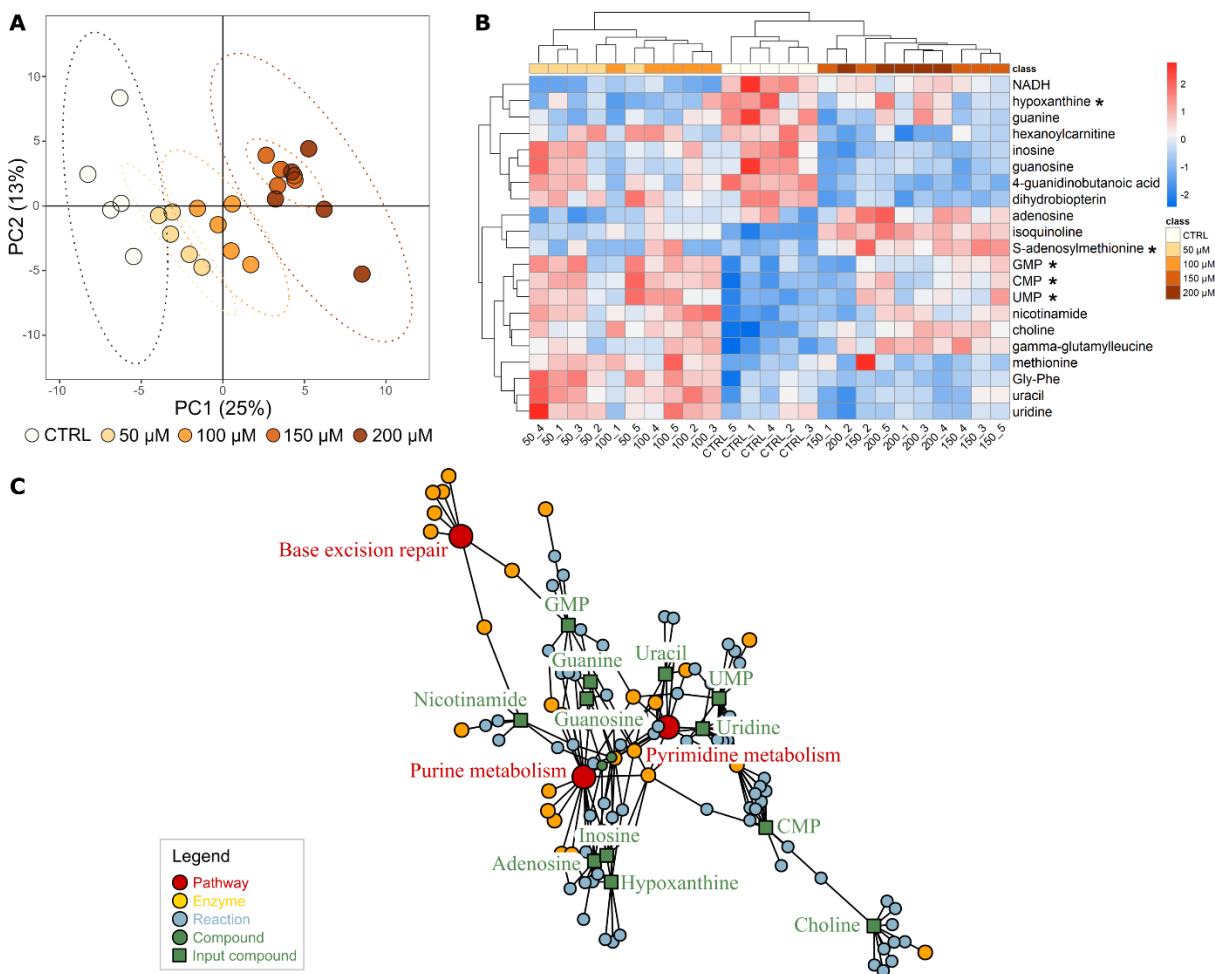 A
PC2 (13%)
10
5
0
-5
-10
-10
-5
0
5
10
PC1 (25%)
CTRL
50 µM
100 µM
150 µM
200 µM
B
class
NADH
hypoxanthine *
guanine
hexanoylcarnitine
inosine
guanosine
4-guanidinobutanoic acid
dihydrobiopterin
adenosine
isoquinoline
S-adenosylmethionine *
GMP *
CMP *
UMP *
nicotinamide
choline
gamma-glutamylleucine
methionine
Gly-Phe
uracil
uridine
50_4
50_1
50_3
50_2
100_1
50_5
100_4
100_5
100_2
100_3
CTRL_5
CTRL_1
CTRL_4
CTRL_2
CTRL_3
150_1
200_2
150_2
200_5
200_1
200_3
200_4
150_4
150_3
150_5
2
1
0
-1
-2
class
CTRL
50 µM
100 µM
150 µM
200 µM
C
Base excision repair
GMP
Guanine
Uracil
UMP
Nicotinamide
Guanosine
Uridine
Purine metabolism
Pyrimidine metabolism
Inosine
CMP
Adenosine
Hypoxanthine
Choline
Legend
Pathway
Enzyme
Reaction
Compound
Input compound